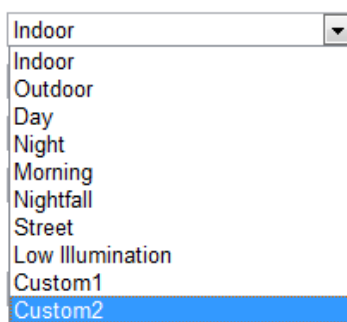 Indoor
Indoor
Outdoor
Day
Night
Morning
Nightfall
Street
Low Illumination
Custom1
Custom2